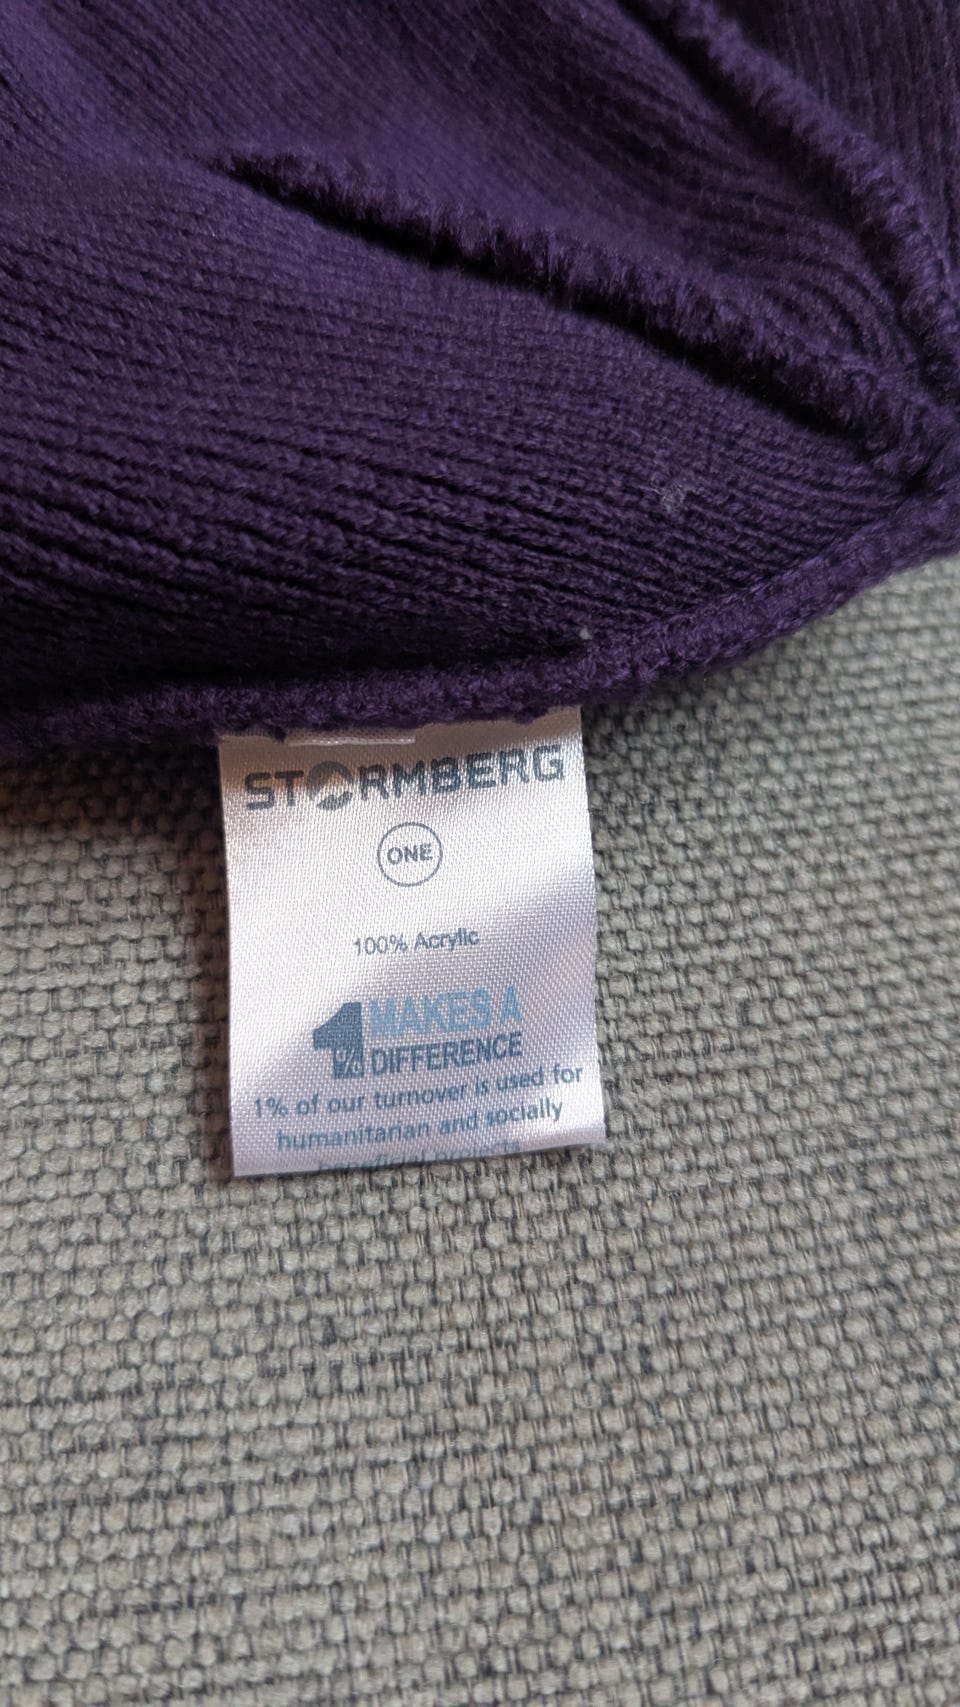 STORMBERG
ONE
100% Acrylic
1% MAKES A
DIFFERENCE
1% of our turnover is used for
humanitarian and socially